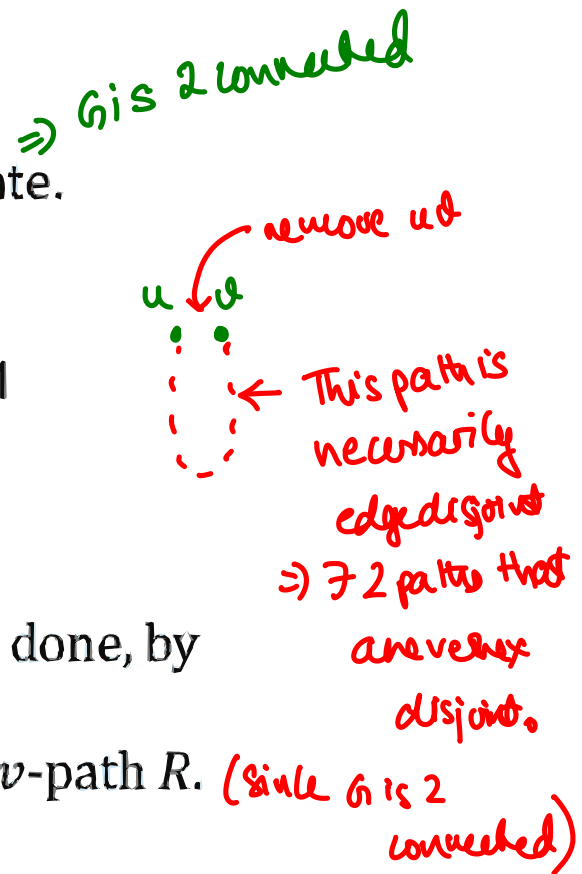 ⇒ G is 2 connected
te.
remove uv
u v
← This path is
necessarily
edge disjoint
⇒ ∃ 2 paths that
are vertex
disjoint.
done, by
v-path R. (Since G is 2
connected)